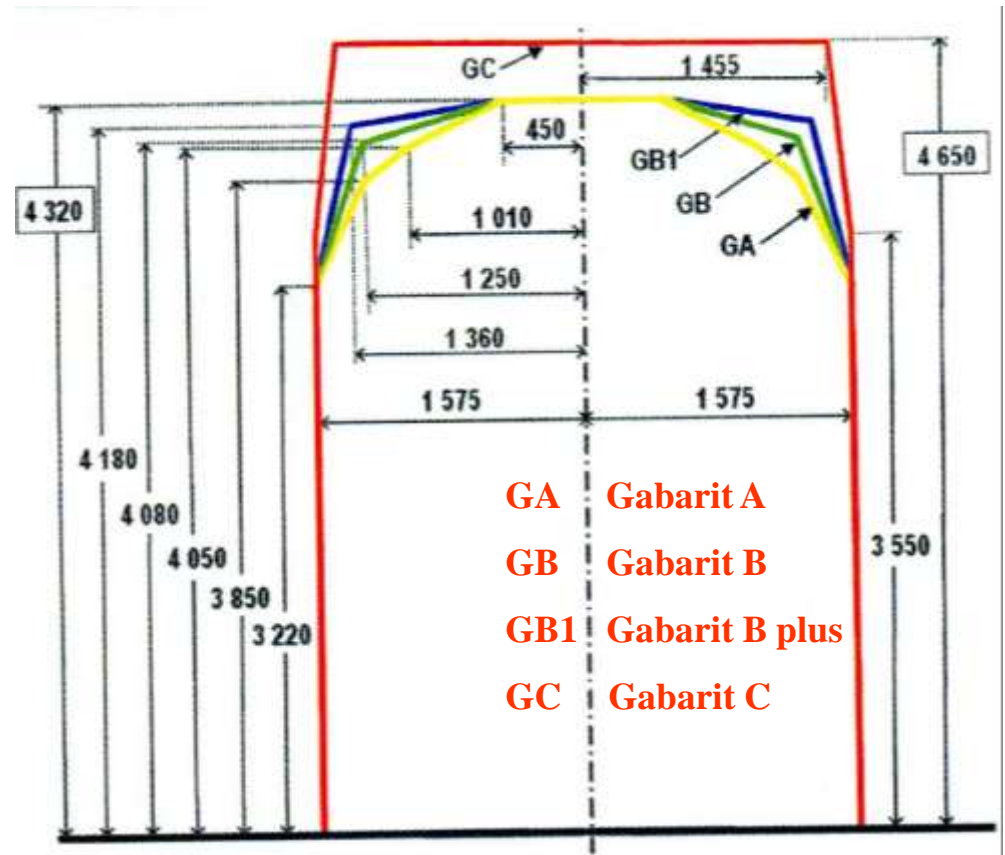 GC
1 455
450
GB1
4 650
4 320
GB
1 010
GA
1 250
1 360
1 575
1 575
4 180
4 080
4 050
3 850
3 220
3 550
GA Gabarit A
GB Gabarit B
GB1 Gabarit B plus
GC Gabarit C